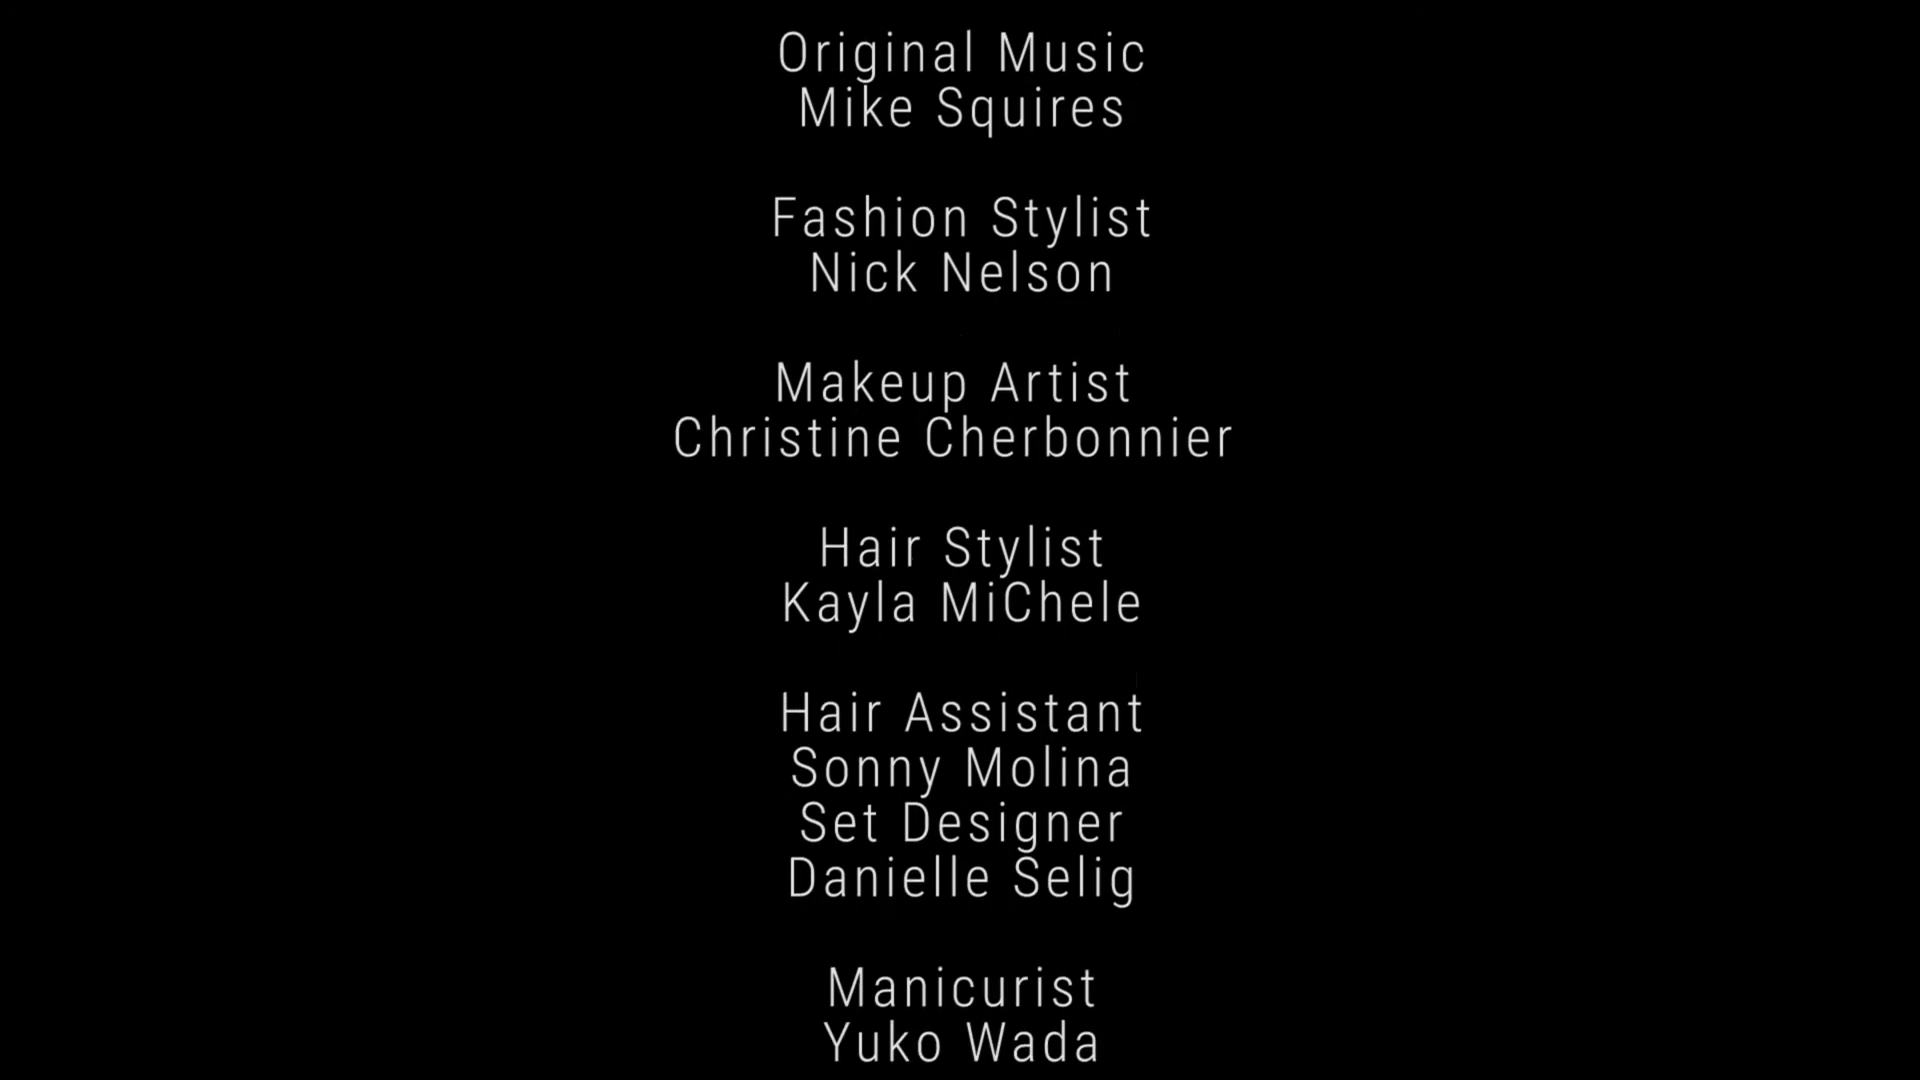 Original Music
Mike Squires
Fashion Stylist
Nick Nelson
Makeup Artist
Christine Cherbonnier
Hair Stylist
Kayla MiChele
Hair Assistant
Sonny Molina
Set Designer
Danielle Selig
Manicurist
Yuko Wada